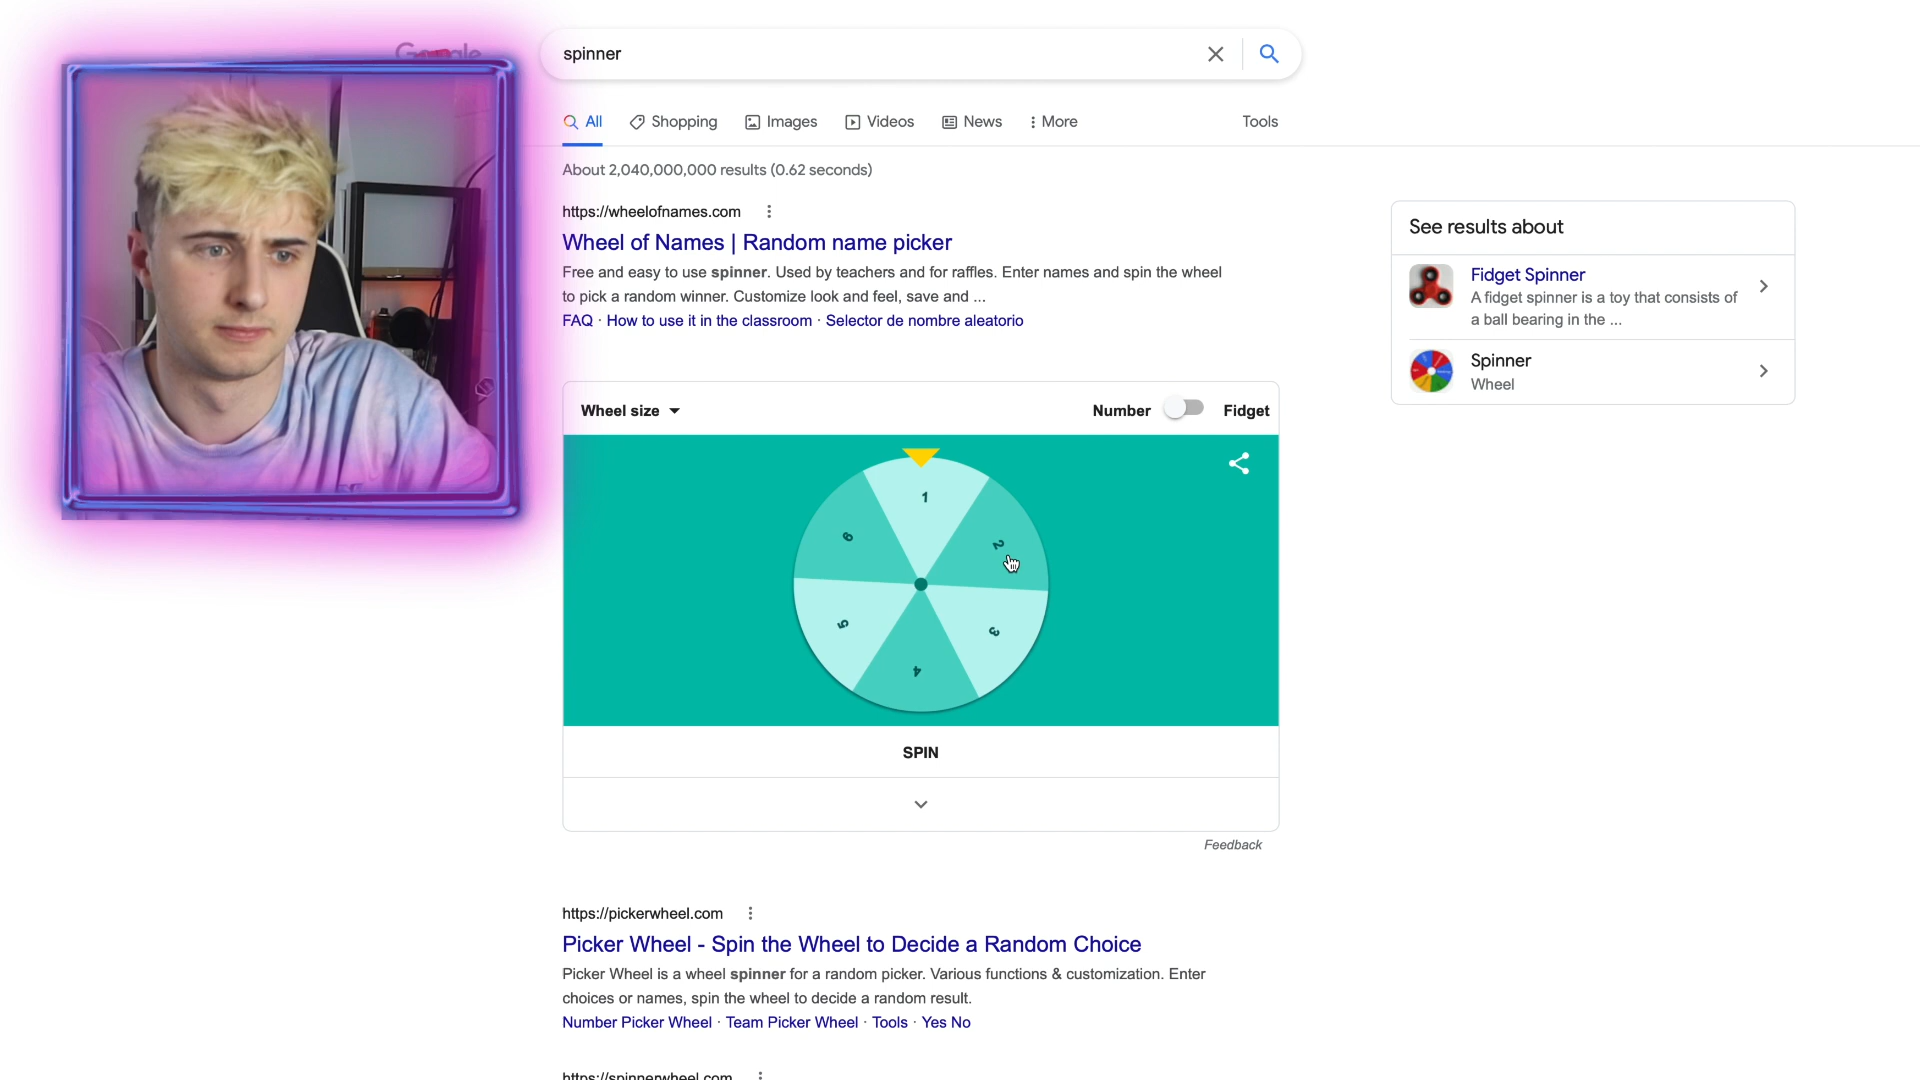 Google
spinner
All
Shopping
Images
Videos
News
More
Tools
About 2,040,000,000 results (0.62 seconds)
https://wheelofnames.com
Wheel of Names | Random name picker
Free and easy to use spinner. Used by teachers and for raffles. Enter names and spin the wheel
to pick a random winner. Customize look and feel, save and ...
FAQ · How to use it in the classroom · Selector de nombre aleatorio
See results about
Fidget Spinner
A fidget spinner is a toy that consists of
a ball bearing in the ...
Spinner
Wheel
Wheel size
Number
Fidget
1
2
3
4
5
6
SPIN
Feedback
https://pickerwheel.com
Picker Wheel - Spin the Wheel to Decide a Random Choice
Picker Wheel is a wheel spinner for a random picker. Various functions & customization. Enter
choices or names, spin the wheel to decide a random result.
Number Picker Wheel · Team Picker Wheel · Tools · Yes No
https://spinnerwheel.com